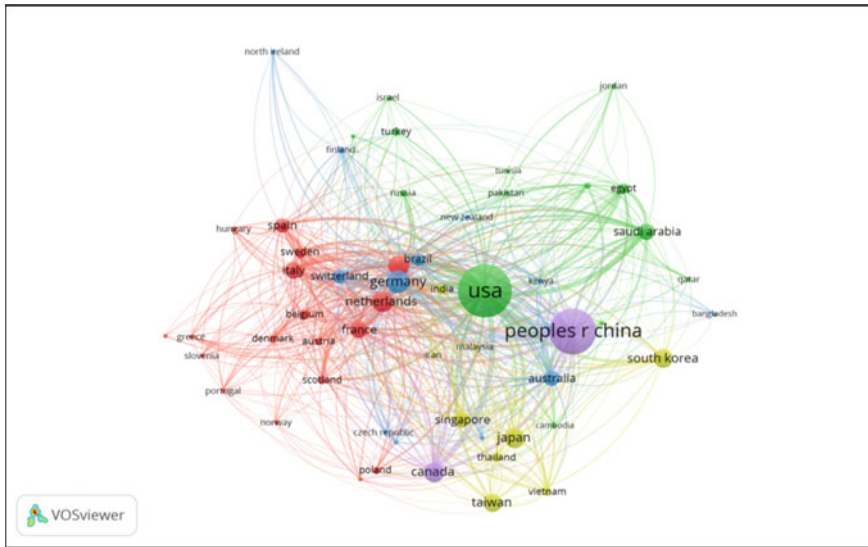 north ireland
jordan
israel
turkey
finland
tunisia
russia
pakistan
egypt
new zealand
hungary
spain
saudi arabia
sweden
brazil
italy
switzerland
germany
india
usa
kenya
qatar
netherlands
belgium
bangladesh
france
peoples r china
greece
denmark
austria
malaysia
slovenia
iran
south korea
scotland
australia
portugal
norway
singapore
cambodia
czech republic
japan
thailand
poland
canada
vietnam
taiwan
VOSviewer